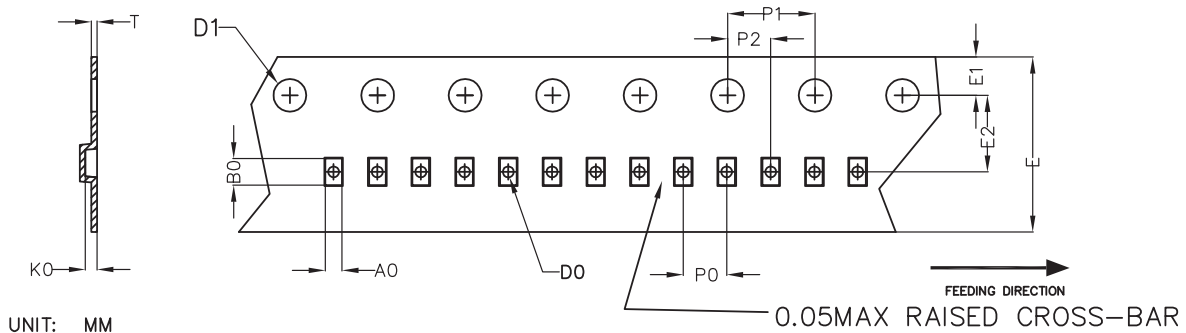 T
D1
P1
P2
E1
E2
E
B0
K0
A0
D0
P0
FEEDING DIRECTION
UNIT: MM
0.05MAX RAISED CROSS-BAR